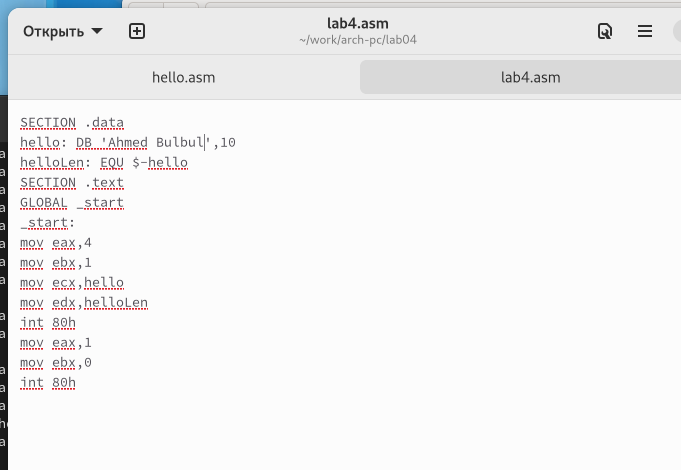 Открыть
lab4.asm
~/work/arch-pc/lab04
hello.asm
lab4.asm
SECTION .data
hello: DB 'Ahmed Bulbul',10
helloLen: EQU $-hello
SECTION .text
GLOBAL _start
_start:
mov eax,4
mov ebx,1
mov ecx,hello
mov edx,helloLen
int 80h
mov eax,1
mov ebx,0
int 80h